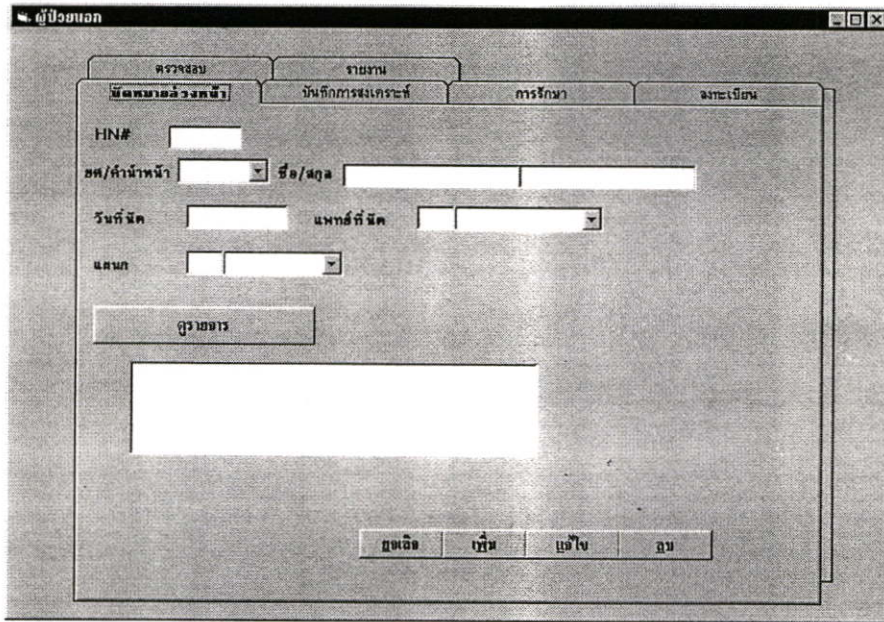 ผู้ป่วยนอก
ตรวจสอบ รายงาน
นัดหมายล่วงหน้า บันทึกการสงเคราะห์ การรักษา ลงทะเบียน
HN#
ยศ/คำนำหน้า ชื่อ/สกุล
วันที่นัด แพทย์ที่นัด
แผนก
ดูรายการ
ยกเลิก เพิ่ม แก้ไข ลบ